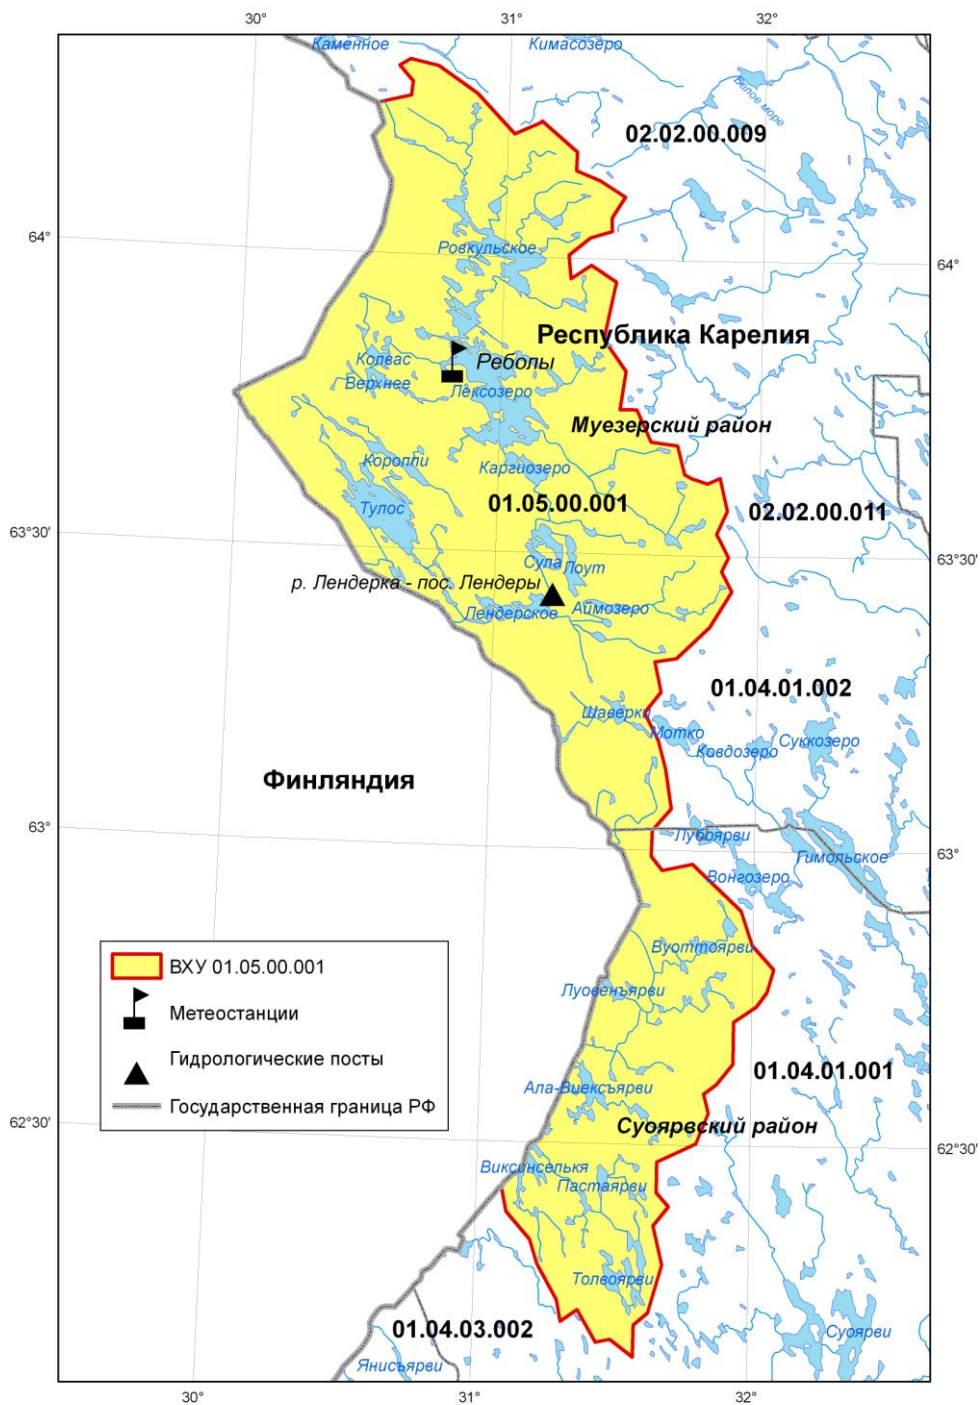 30°
31°
32°
Каменное
Кимасозеро
Белое море
02.02.00.009
64°
64°
Ровкульское
Республика Карелия
Колвас
Реболы
Верхнее
Лексозеро
Муезерский район
Короппи
Каргиозеро
01.05.00.001
Тулос
02.02.00.011
63°30'
63°30'
Сула
Лоут
р. Лендерка - пос. Лендеры
Лендерское
Аймозеро
01.04.01.002
Шаверки
Мотко
Ковдозеро
Суккозеро
Финляндия
63°
63°
Лубоярви
Гимольское
Вонгозеро
Вуоттоярви
ВХУ 01.05.00.001
Луовенъярви
Метеостанции
Гидрологические посты
01.04.01.001
Ала-Виексъярви
Государственная граница РФ
62°30'
Суоярвский район
62°30'
Виксинселькя
Пастаярви
Толвоярви
01.04.03.002
Суоярви
Янисъярви
30°
31°
32°